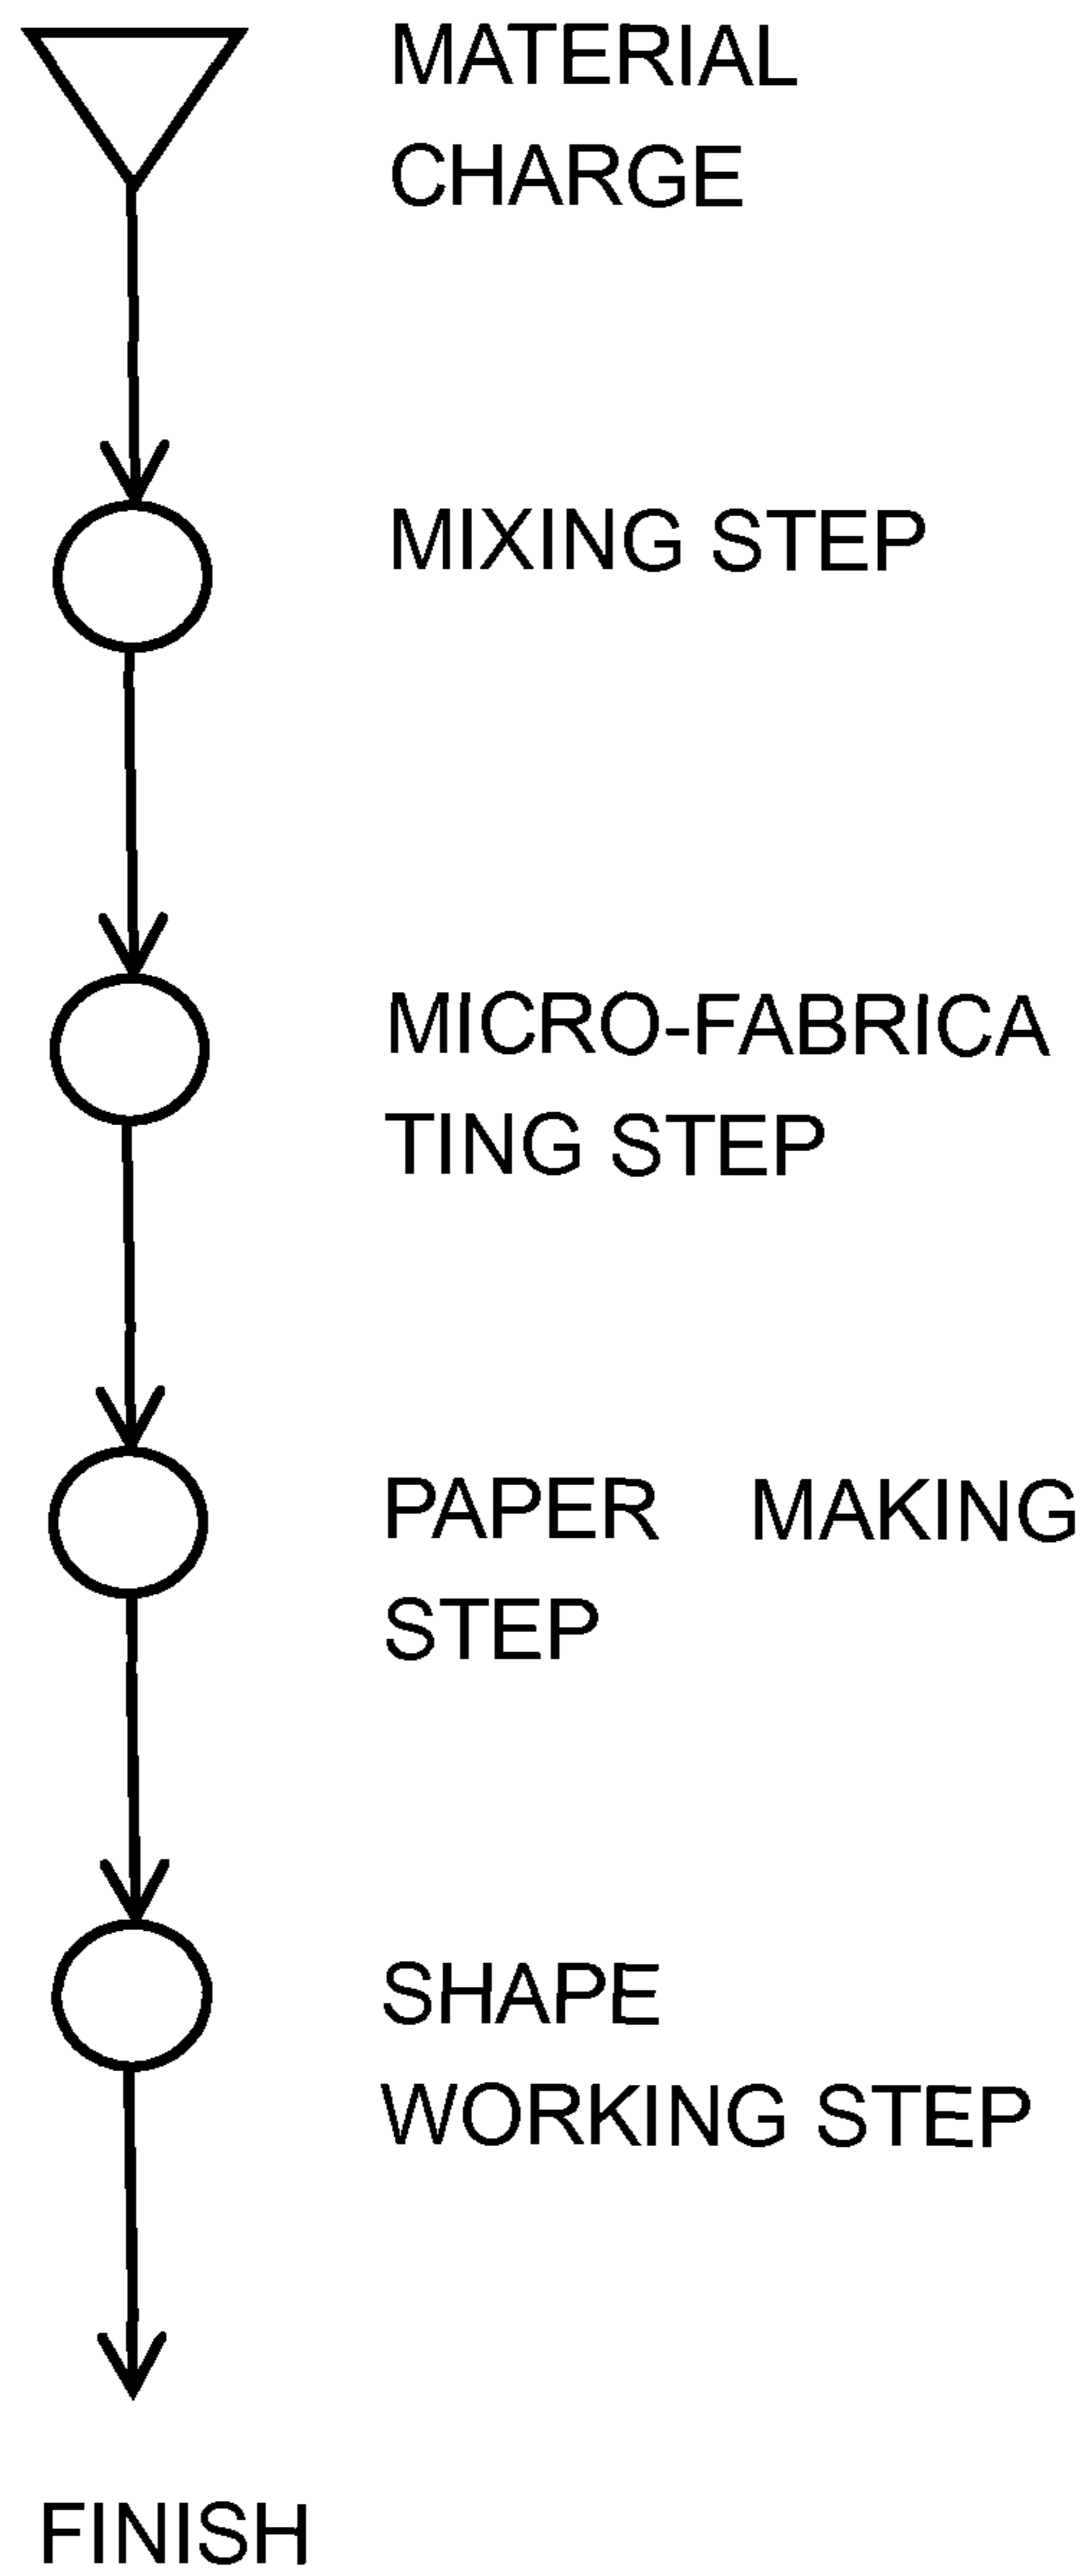 MATERIAL
CHARGE
MIXING STEP
MICRO-FABRICA
TING STEP
PAPER MAKING
STEP
SHAPE
WORKING STEP
FINISH